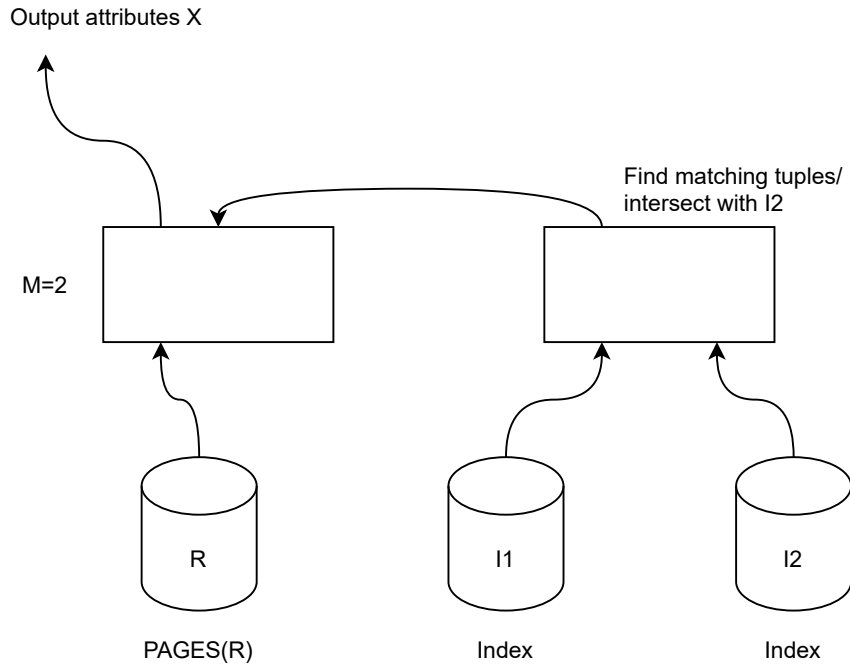 Output attributes X
Find matching tuples/
intersect with I2
M=2
R
I1
I2
PAGES(R)
Index
Index